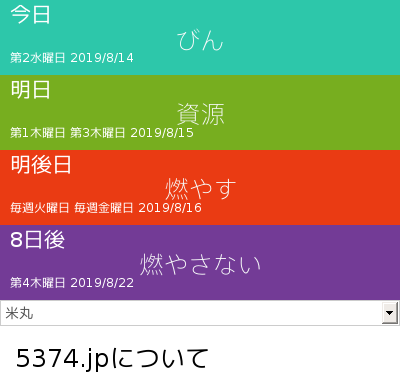 今日
びん
第2水曜日 2019/8/14
明日
資源
第1木曜日 第3木曜日 2019/8/15
明後日
燃やす
毎週火曜日 毎週金曜日 2019/8/16
8日後
燃やさない
第4木曜日 2019/8/22
米丸
5374.jpについて